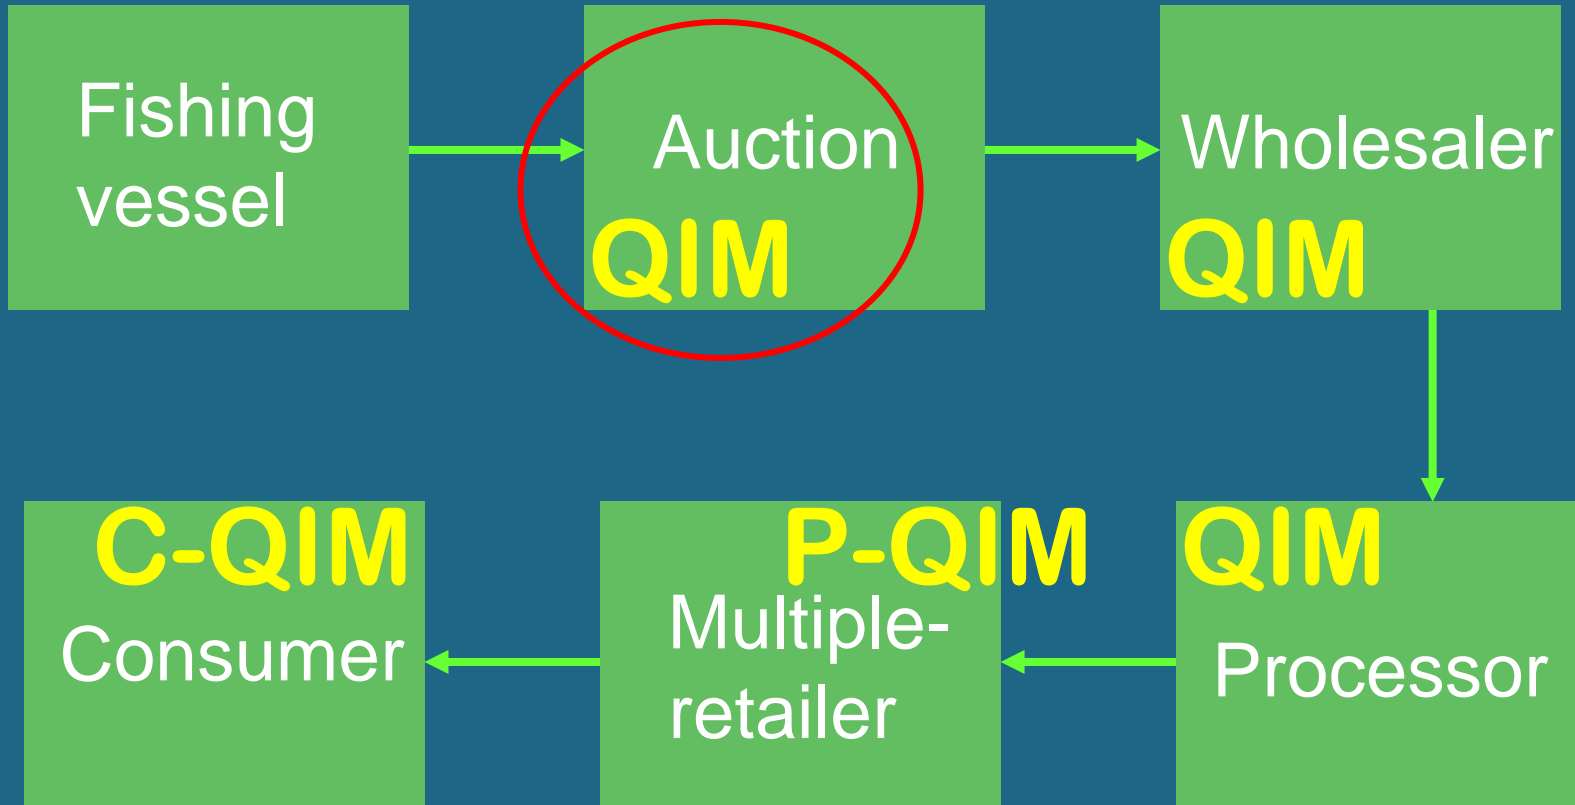 Fishing
vessel
Auction
QIM
Wholesaler
QIM
C-QIM
Consumer
P-QIM
Multiple-
retailer
QIM
Processor